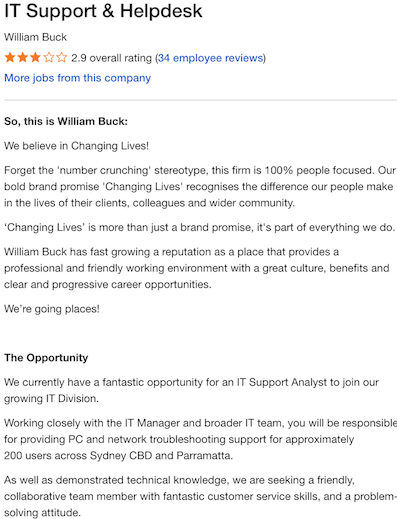 IT Support & Helpdesk
William Buck
2.9 overall rating (34 employee reviews)
More jobs from this company
So, this is William Buck:
We believe in Changing Lives!
Forget the 'number crunching' stereotype, this firm is 100% people focused. Our
bold brand promise 'Changing Lives' recognises the difference our people make
in the lives of their clients, colleagues and wider community.
‘Changing Lives’ is more than just a brand promise, it's part of everything we do.
William Buck has fast growing a reputation as a place that provides a
professional and friendly working environment with a great culture, benefits and
clear and progressive career opportunities.
We’re going places!
The Opportunity
We currently have a fantastic opportunity for an IT Support Analyst to join our
growing IT Division.
Working closely with the IT Manager and broader IT team, you will be responsible
for providing PC and network troubleshooting support for approximately
200 users across Sydney CBD and Parramatta.
As well as demonstrated technical knowledge, we are seeking a friendly,
collaborative team member with fantastic customer service skills, and a problem-
solving attitude.